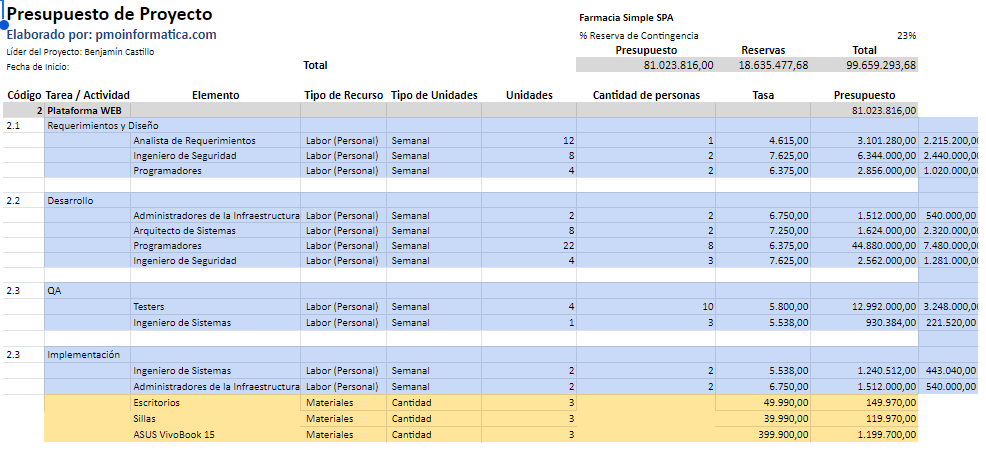 Presupuesto de Proyecto
Farmacia Simple SPA
Elaborado por: pmoinformatica.com
% Reserva de Contingencia 23%
Líder del Proyecto: Benjamín Castillo Presupuesto Reservas Total
Fecha de Inicio: Total 81.023.816,00 18.635.477,68 99.659.293,68
Código Tarea / Actividad Elemento Tipo de Recurso Tipo de Unidades Unidades Cantidad de personas Tasa Presupuesto
2 Plataforma WEB 81.023.816,00
2.1 Requerimientos y Diseño
Analista de Requerimientos Labor (Personal) Semanal 12 1 4.615,00 3.101.280,00 2.215.200,0
Ingeniero de Seguridad Labor (Personal) Semanal 8 2 7.625,00 6.344.000,00 2.440.000,0
Programadores Labor (Personal) Semanal 4 2 6.375,00 2.856.000,00 1.020.000,0
2.2 Desarrollo
Administradores de la Infraestructura Labor (Personal) Semanal 2 2 6.750,00 1.512.000,00 540.000,00
Arquitecto de Sistemas Labor (Personal) Semanal 8 2 7.250,00 1.624.000,00 2.320.000,0
Programadores Labor (Personal) Semanal 22 8 6.375,00 44.880.000,00 7.480.000,0
Ingeniero de Seguridad Labor (Personal) Semanal 4 3 7.625,00 2.562.000,00 1.281.000,0
2.3 QA
Testers Labor (Personal) Semanal 4 10 5.800,00 12.992.000,00 3.248.000,0
Ingeniero de Sistemas Labor (Personal) Semanal 1 3 5.538,00 930.384,00 221.520,00
2.3 Implementación
Ingeniero de Sistemas Labor (Personal) Semanal 2 2 5.538,00 1.240.512,00 443.040,00
Administradores de la Infraestructura Labor (Personal) Semanal 2 2 6.750,00 1.512.000,00 540.000,00
Escritorios Materiales Cantidad 3 49.990,00 149.970,00
Sillas Materiales Cantidad 3 39.990,00 119.970,00
ASUS VivoBook 15 Materiales Cantidad 3 399.900,00 1.199.700,00